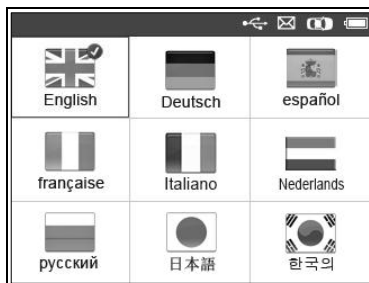 English
Deutsch
español
française
Italiano
Nederlands
русский
日本語
한국의